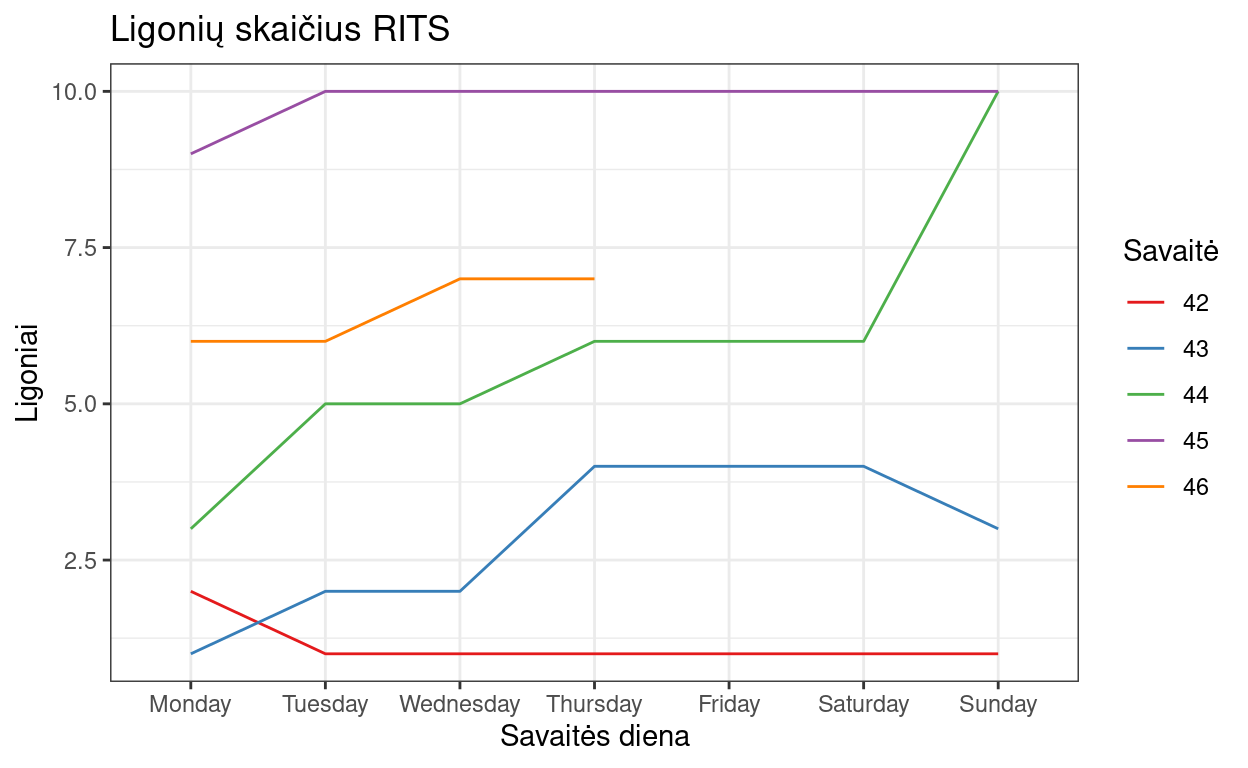 Ligonių skaičius RITS
10.0
7.5
5.0
2.5
Ligoniai
Monday Tuesday Wednesday Thursday Friday Saturday Sunday
Savaitės diena
Savaitė
42
43
44
45
46